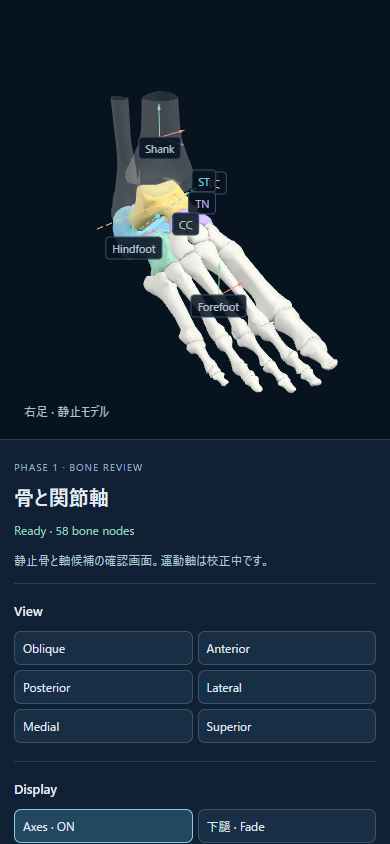 Shank
ST
TN
CC
Hindfoot
Forefoot
右足 · 静止モデル
PHASE 1 · BONE REVIEW
骨と関節軸
Ready · 58 bone nodes
静止骨と軸候補の確認画面。運動軸は校正中です。
View
Oblique
Anterior
Posterior
Lateral
Medial
Superior
Display
Axes · ON
下腿 · Fade